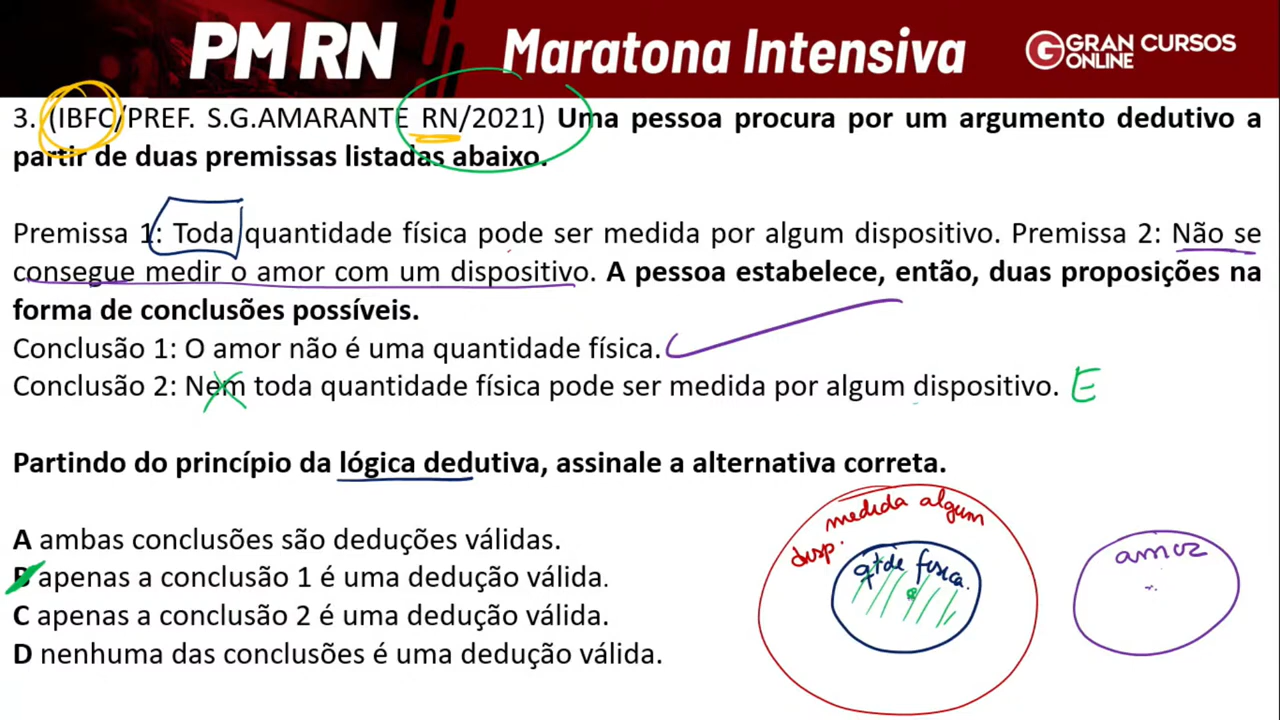 PM RN Maratona Intensiva GRAN CURSOS
ONLINE
3. (IBFC/PREF. S.G.AMARANTE RN/2021) Uma pessoa procura por um argumento dedutivo a
partir de duas premissas listadas abaixo.
Premissa 1: Toda quantidade física pode ser medida por algum dispositivo. Premissa 2: Não se
consegue medir o amor com um dispositivo. A pessoa estabelece, então, duas proposições na
forma de conclusões possíveis.
Conclusão 1: O amor não é uma quantidade física.
Conclusão 2: Nem toda quantidade física pode ser medida por algum dispositivo. E
Partindo do princípio da lógica dedutiva, assinale a alternativa correta.
A ambas conclusões são deduções válidas.
B apenas a conclusão 1 é uma dedução válida.
C apenas a conclusão 2 é uma dedução válida.
D nenhuma das conclusões é uma dedução válida.
medida algum
disp.
qtde física.
amor